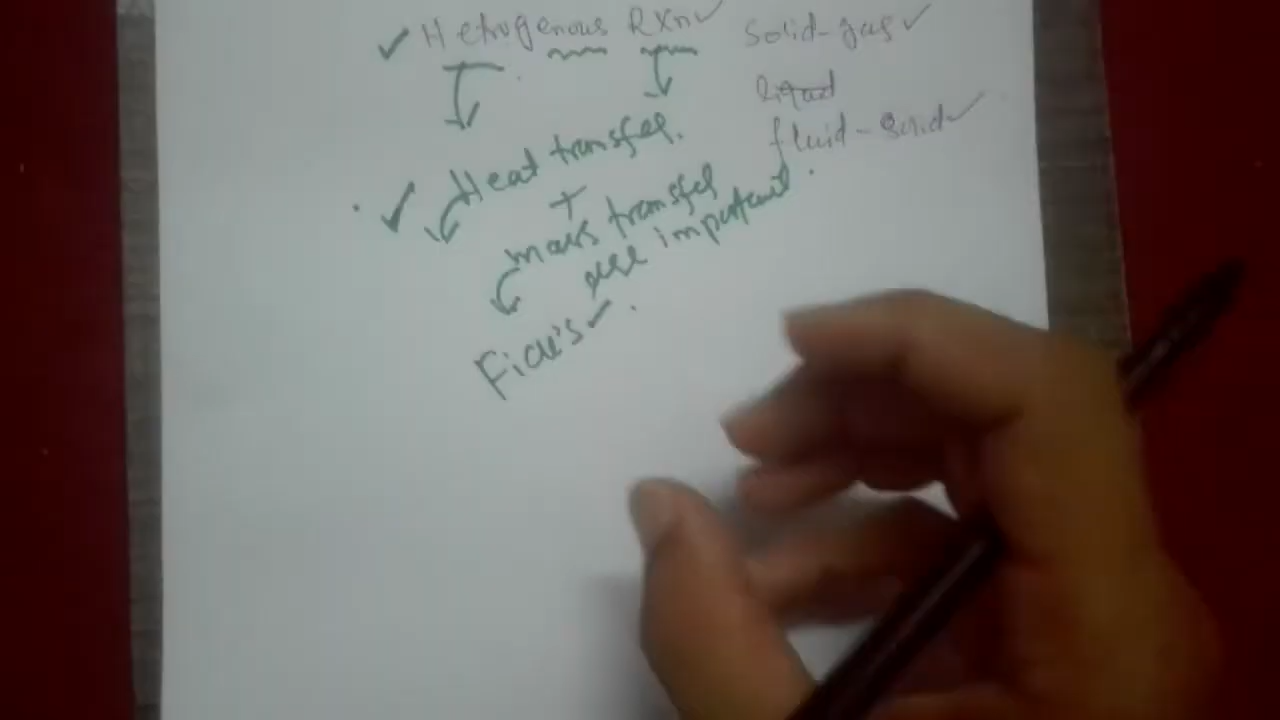 Hetrogenous RXn
Solid-gas
Liquid
fluid-solid
Heat transfer.
+
mass transfer
are important.
Fick's